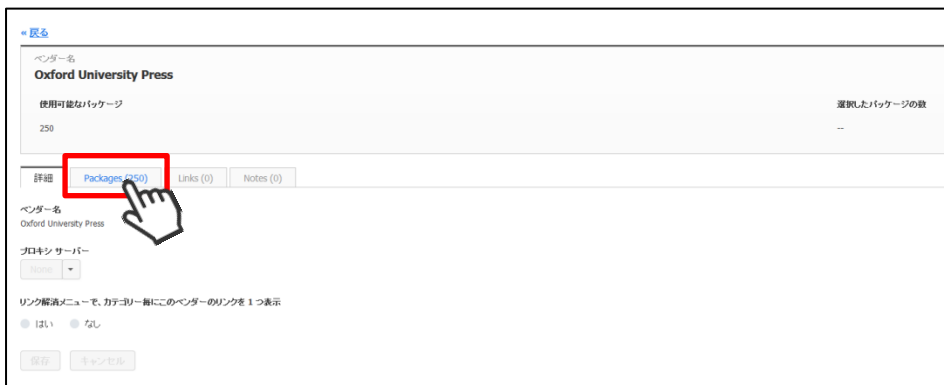 « 戻る
ベンダー名
Oxford University Press
使用可能なパッケージ
選択したパッケージの数
250
--
詳細
Packages (250)
Links (0)
Notes (0)
ベンダー名
Oxford University Press
プロキシ サーバー
None
リンク解消メニューで、カテゴリー毎にこのベンダーのリンクを 1 つ表示
はい
なし
保存
キャンセル